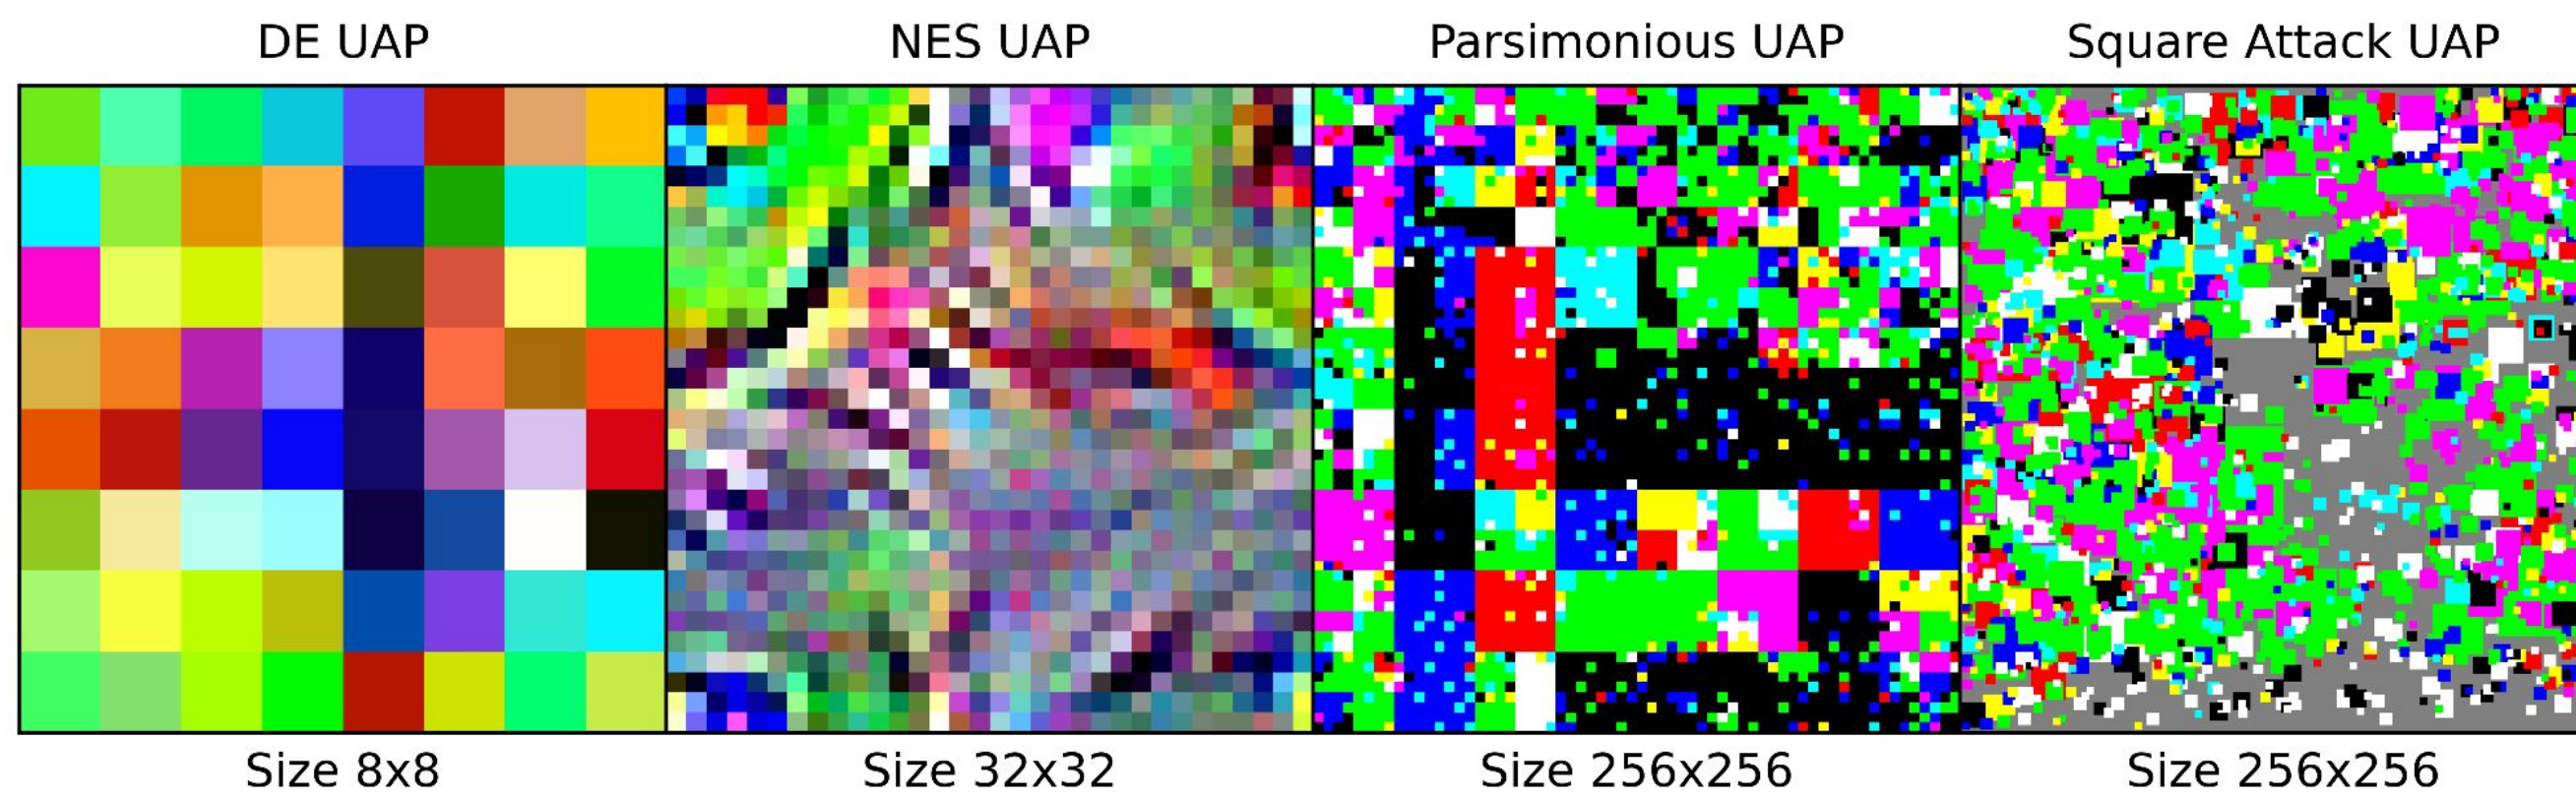 DE UAP
NES UAP
Parsimonious UAP
Square Attack UAP
Size 8x8
Size 32x32
Size 256x256
Size 256x256